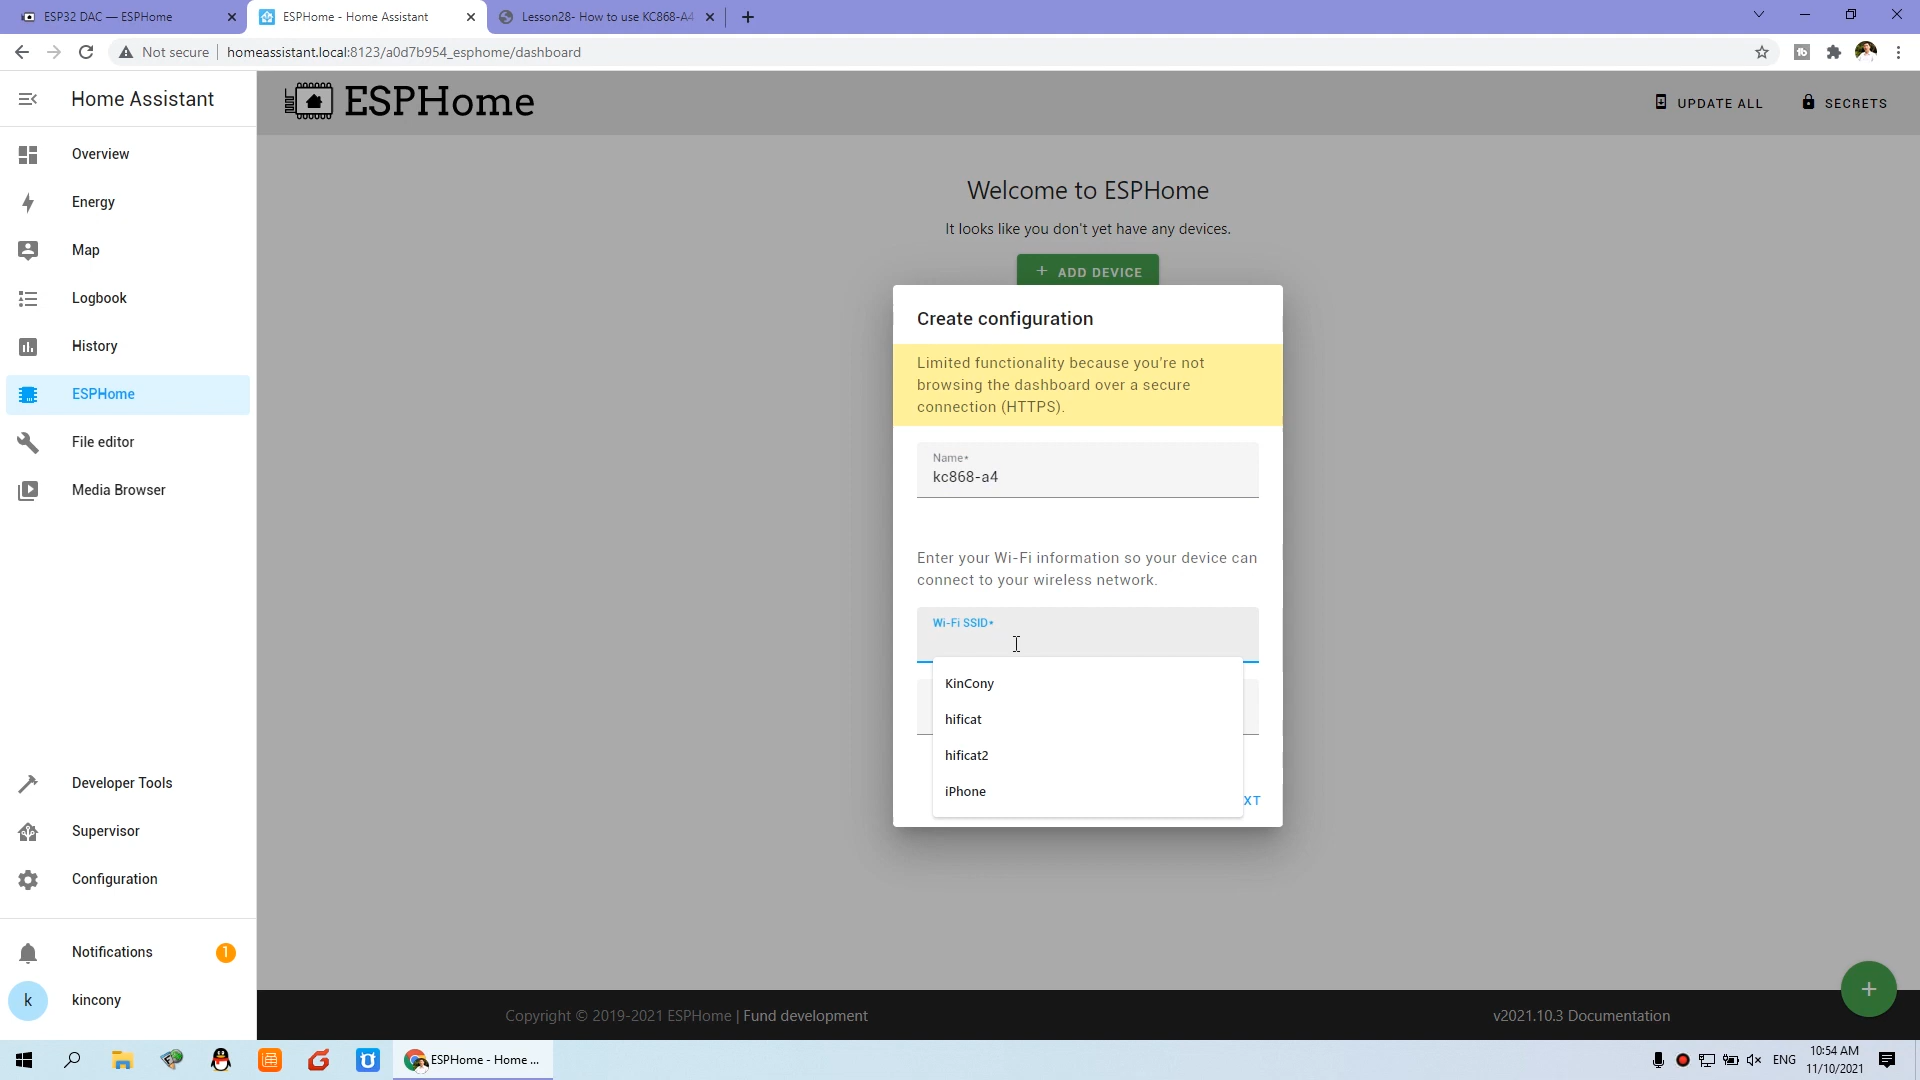 ESP32 DAC — ESPHome
ESPHome - Home Assistant
Lesson28- How to use KC868-A4
Not secure
homeassistant.local:8123/a0d7b954_esphome/dashboard
Home Assistant
ESPHome
UPDATE ALL
SECRETS
Overview
Energy
Map
Logbook
History
ESPHome
File editor
Media Browser
Developer Tools
Supervisor
Configuration
Notifications
1
k
kincony
Welcome to ESPHome
It looks like you don't yet have any devices.
+ ADD DEVICE
Create configuration
Limited functionality because you're not
browsing the dashboard over a secure
connection (HTTPS).
Name*
kc868-a4
Enter your Wi-Fi information so your device can
connect to your wireless network.
Wi-Fi SSID*
KinCony
hificat
hificat2
iPhone
XT
Copyright © 2019-2021 ESPHome | Fund development
v2021.10.3 Documentation
ESPHome - Home ...
ENG
10:54 AM
11/10/2021